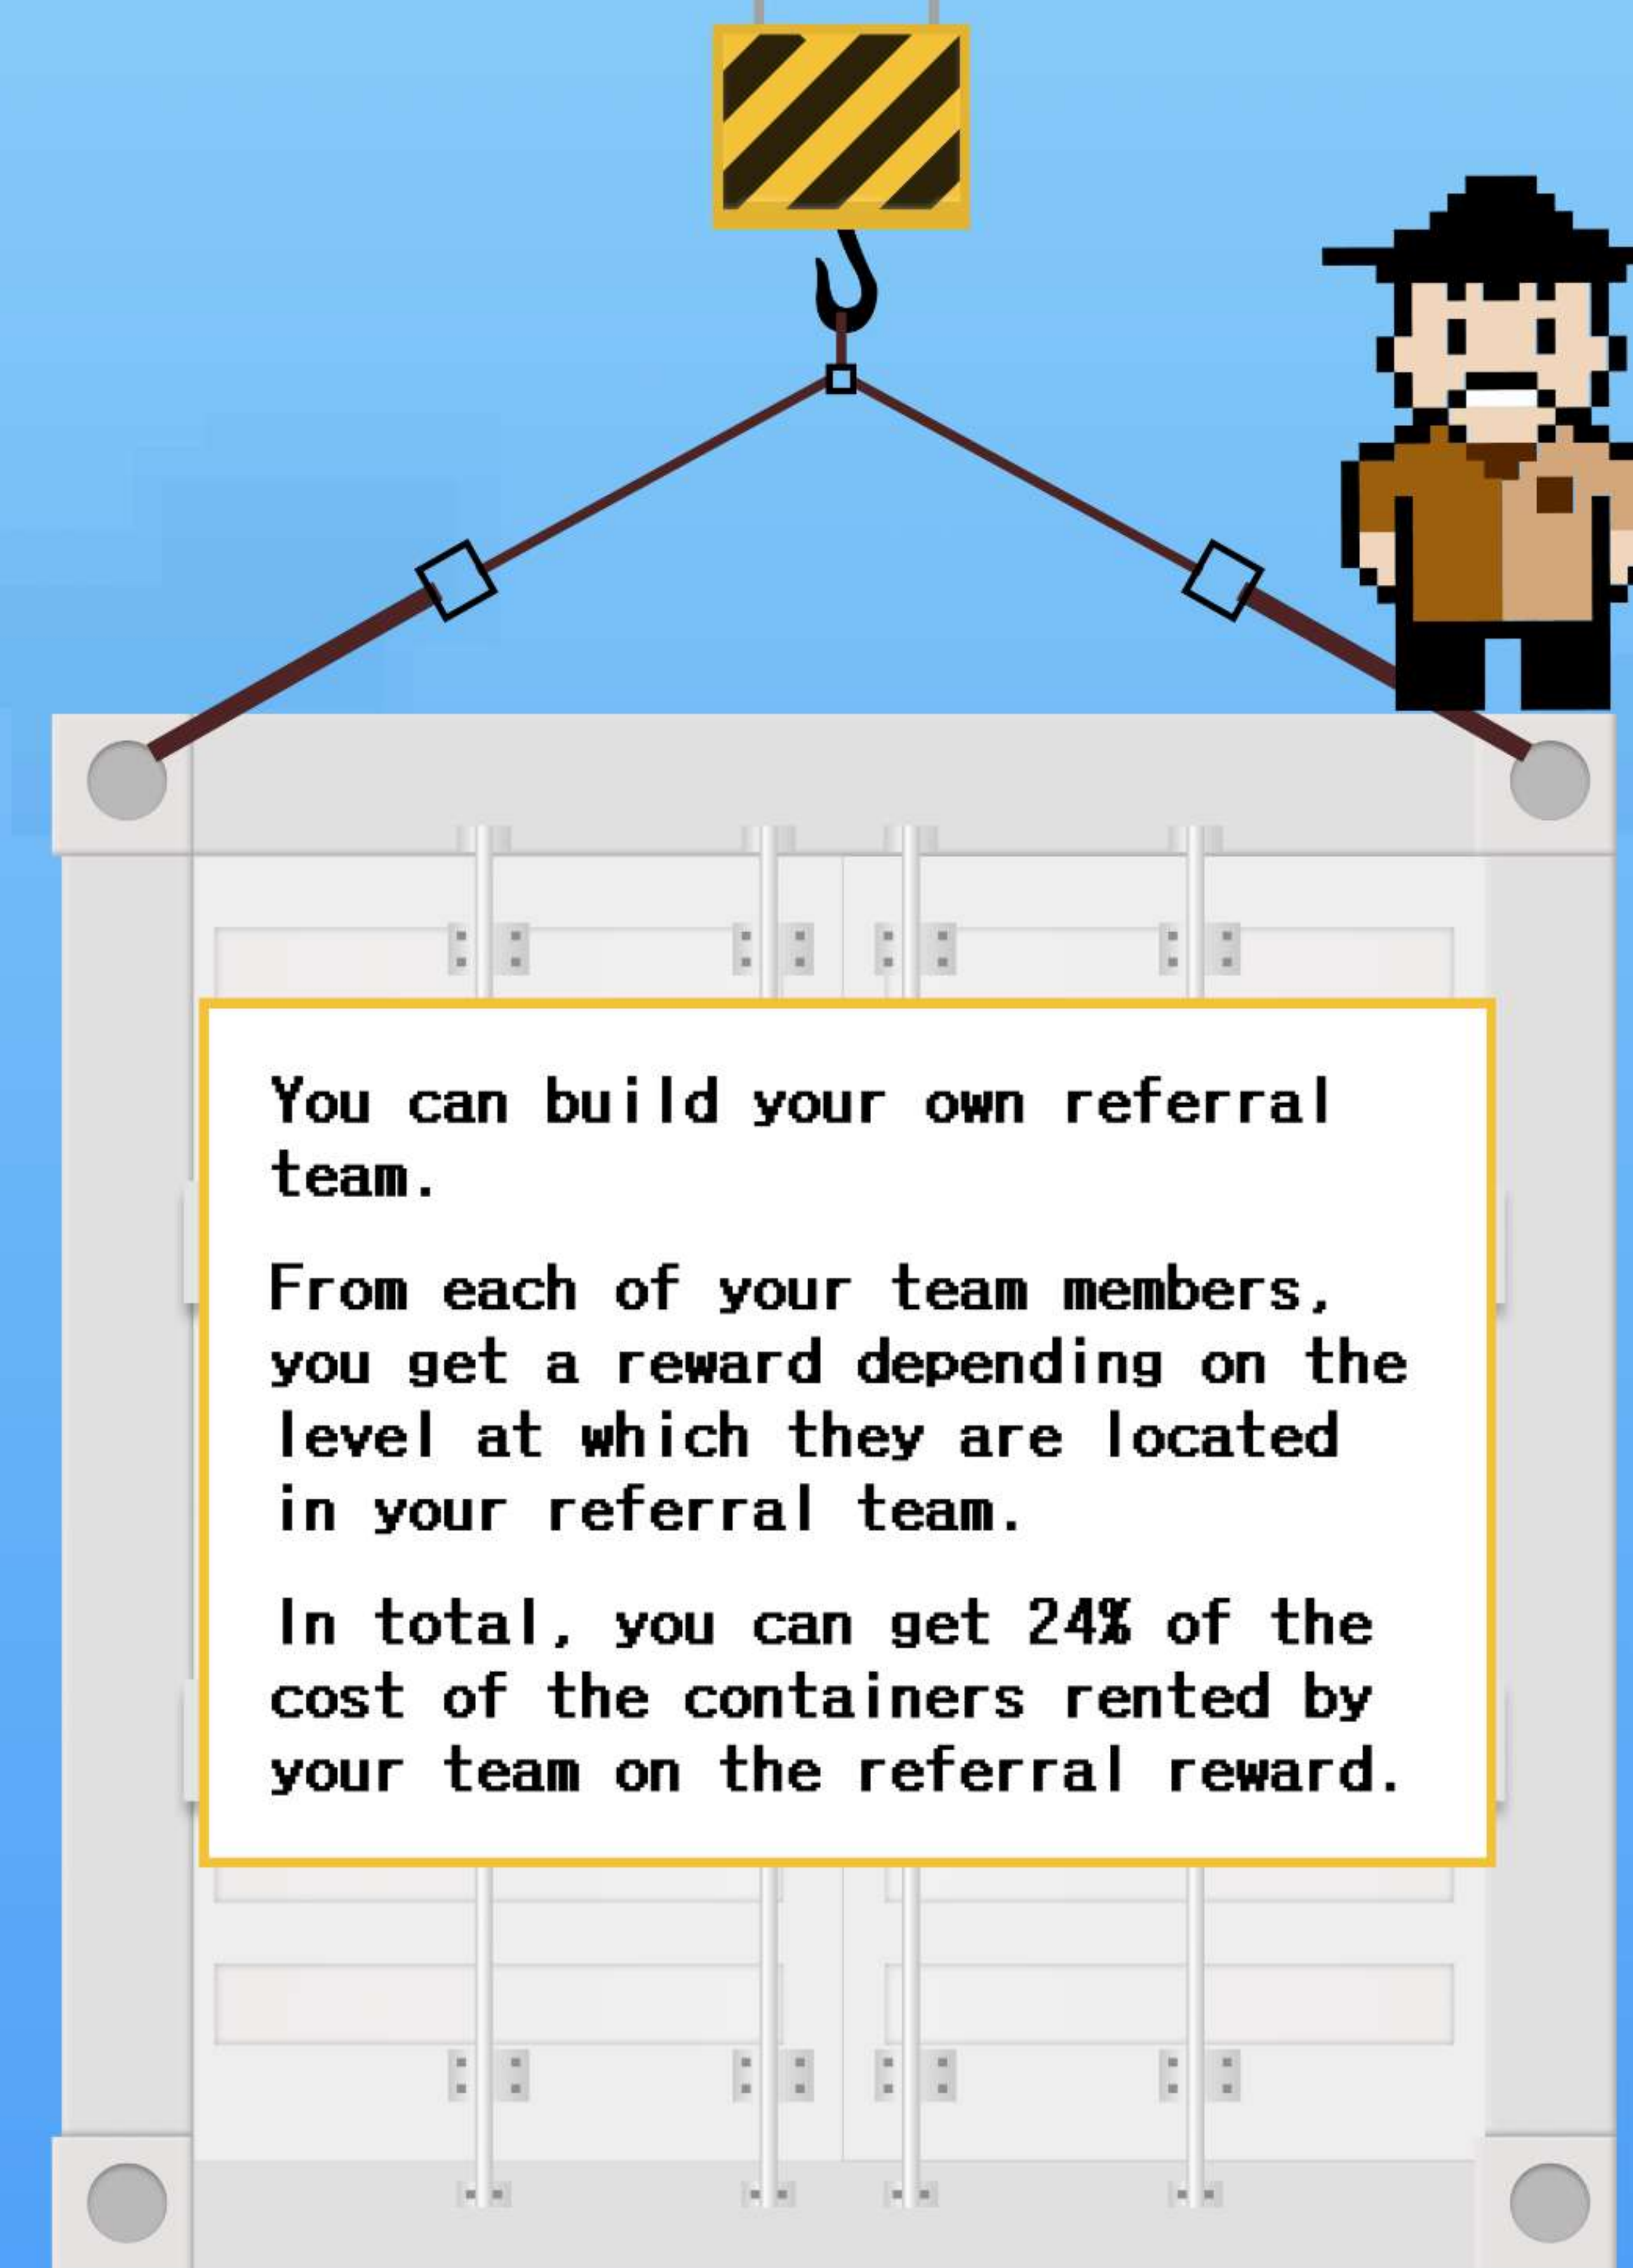 You can build your own referral
team.
From each of your team members,
you get a reward depending on the
level at which they are located
in your referral team.
In total, you can get 24% of the
cost of the containers rented by
your team on the referral reward.